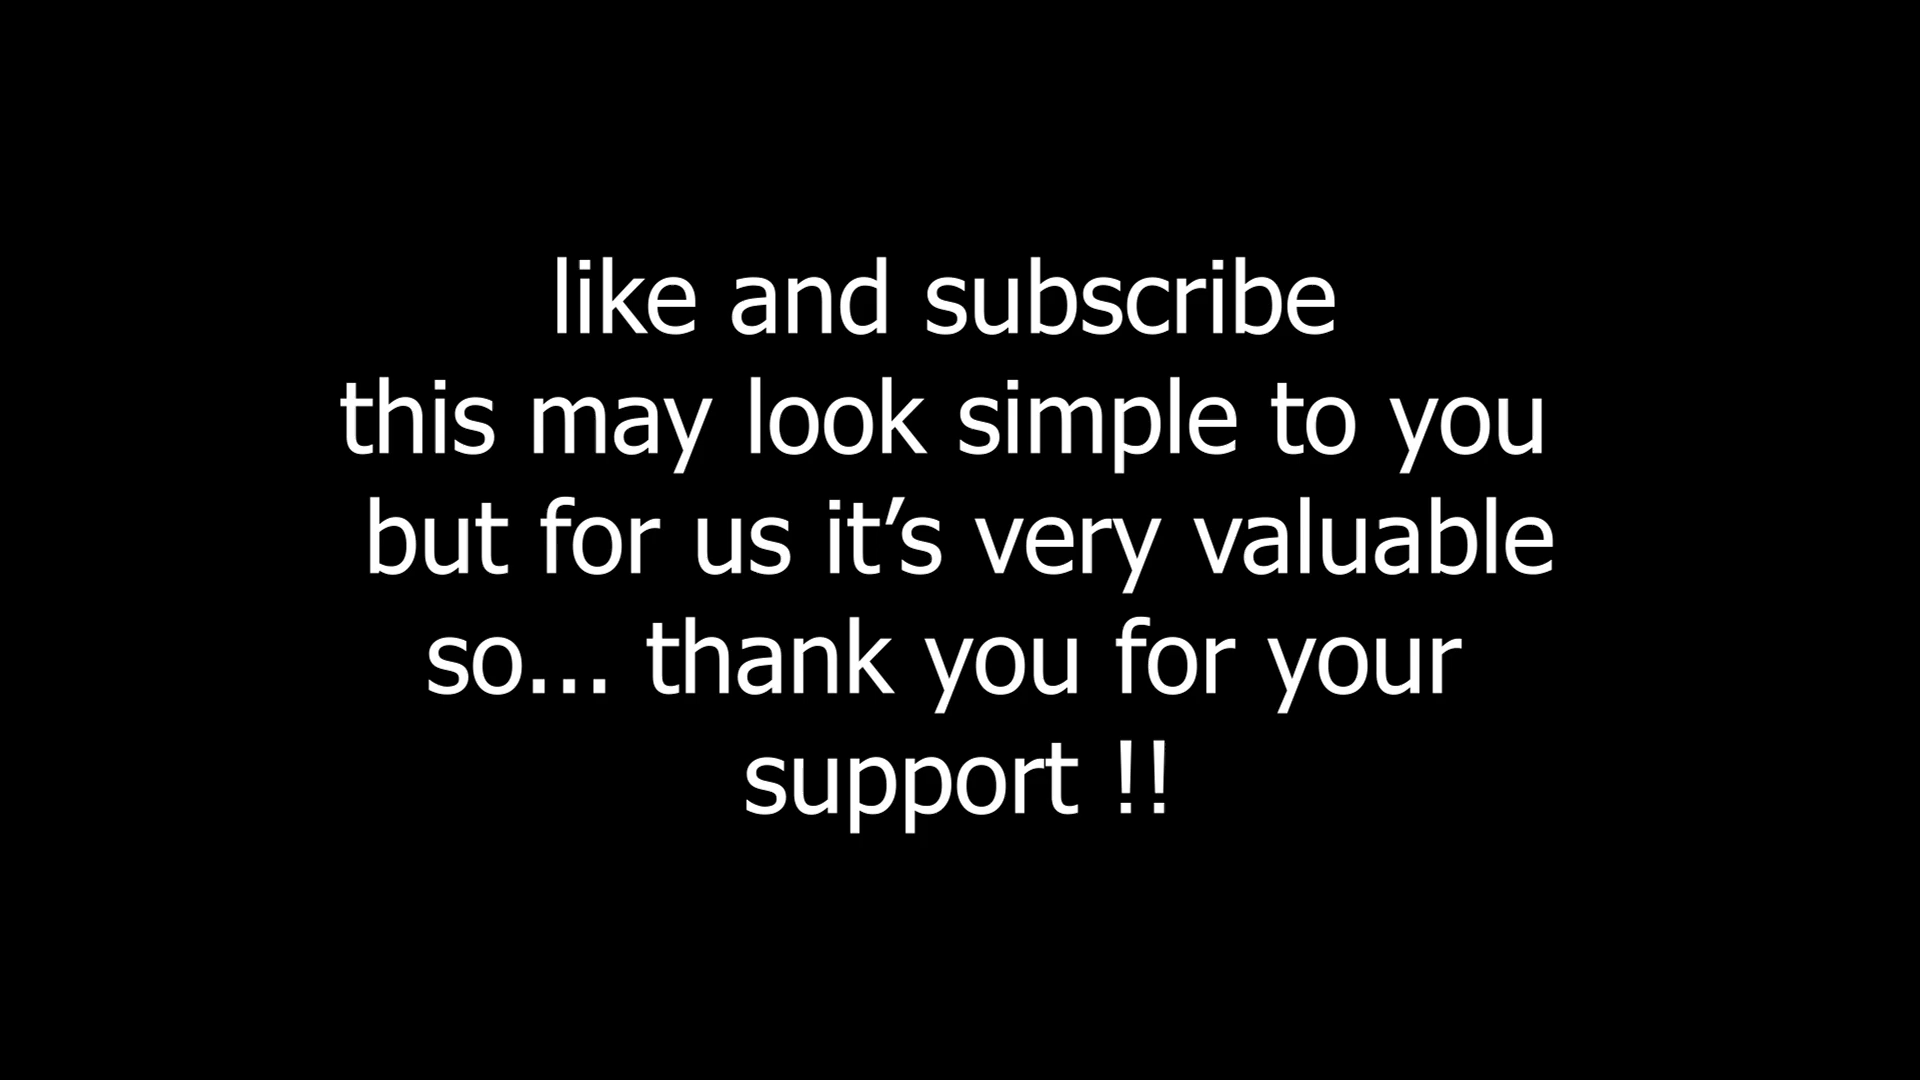 like and subscribe
this may look simple to you
but for us it’s very valuable
so... thank you for your
support !!